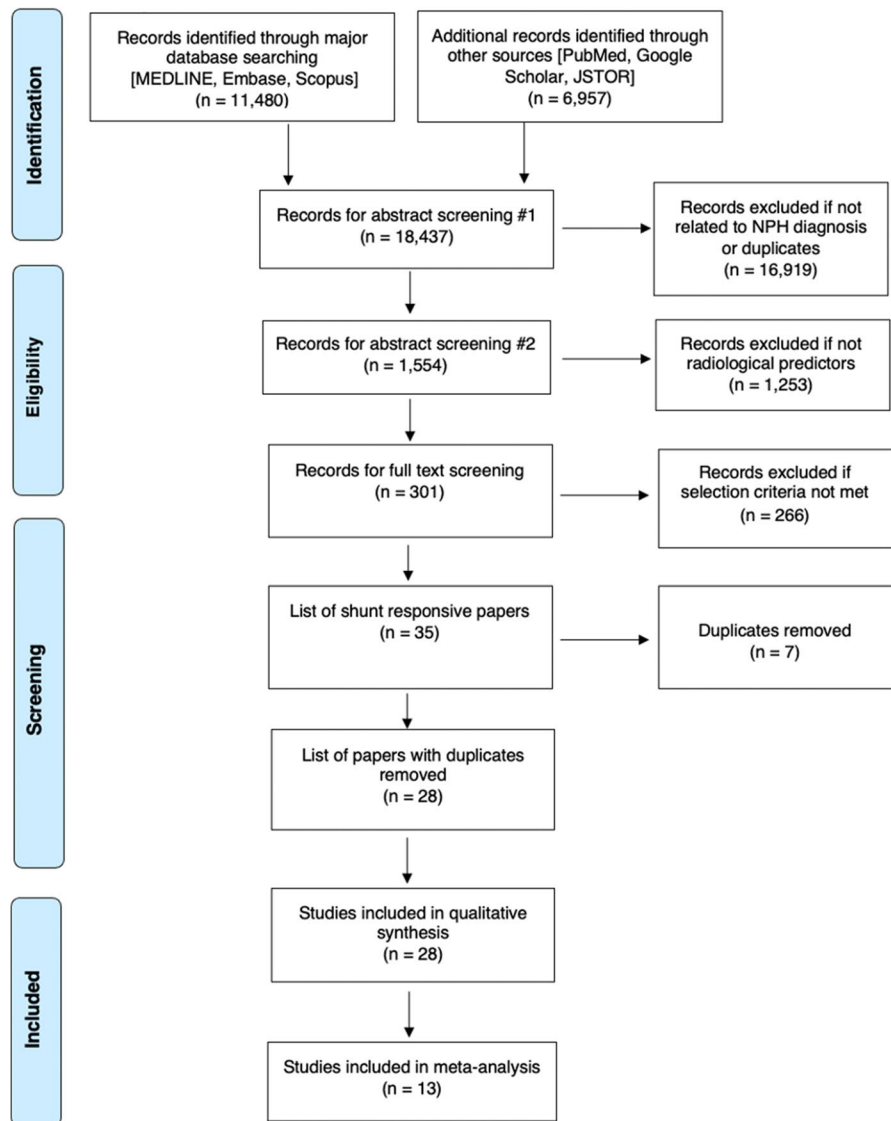 Identification
Records identified through major
database searching
[MEDLINE, Embase, Scopus]
(n = 11,480)
Additional records identified through
other sources [PubMed, Google
Scholar, JSTOR]
(n = 6,957)
Records for abstract screening #1
(n = 18,437)
Records excluded if not
related to NPH diagnosis
or duplicates
(n = 16,919)
Eligibility
Records for abstract screening #2
(n = 1,554)
Records excluded if not
radiological predictors
(n = 1,253)
Records for full text screening
(n = 301)
Records excluded if
selection criteria not met
(n = 266)
Screening
List of shunt responsive papers
(n = 35)
Duplicates removed
(n = 7)
List of papers with duplicates
removed
(n = 28)
Included
Studies included in qualitative
synthesis
(n = 28)
Studies included in meta-analysis
(n = 13)